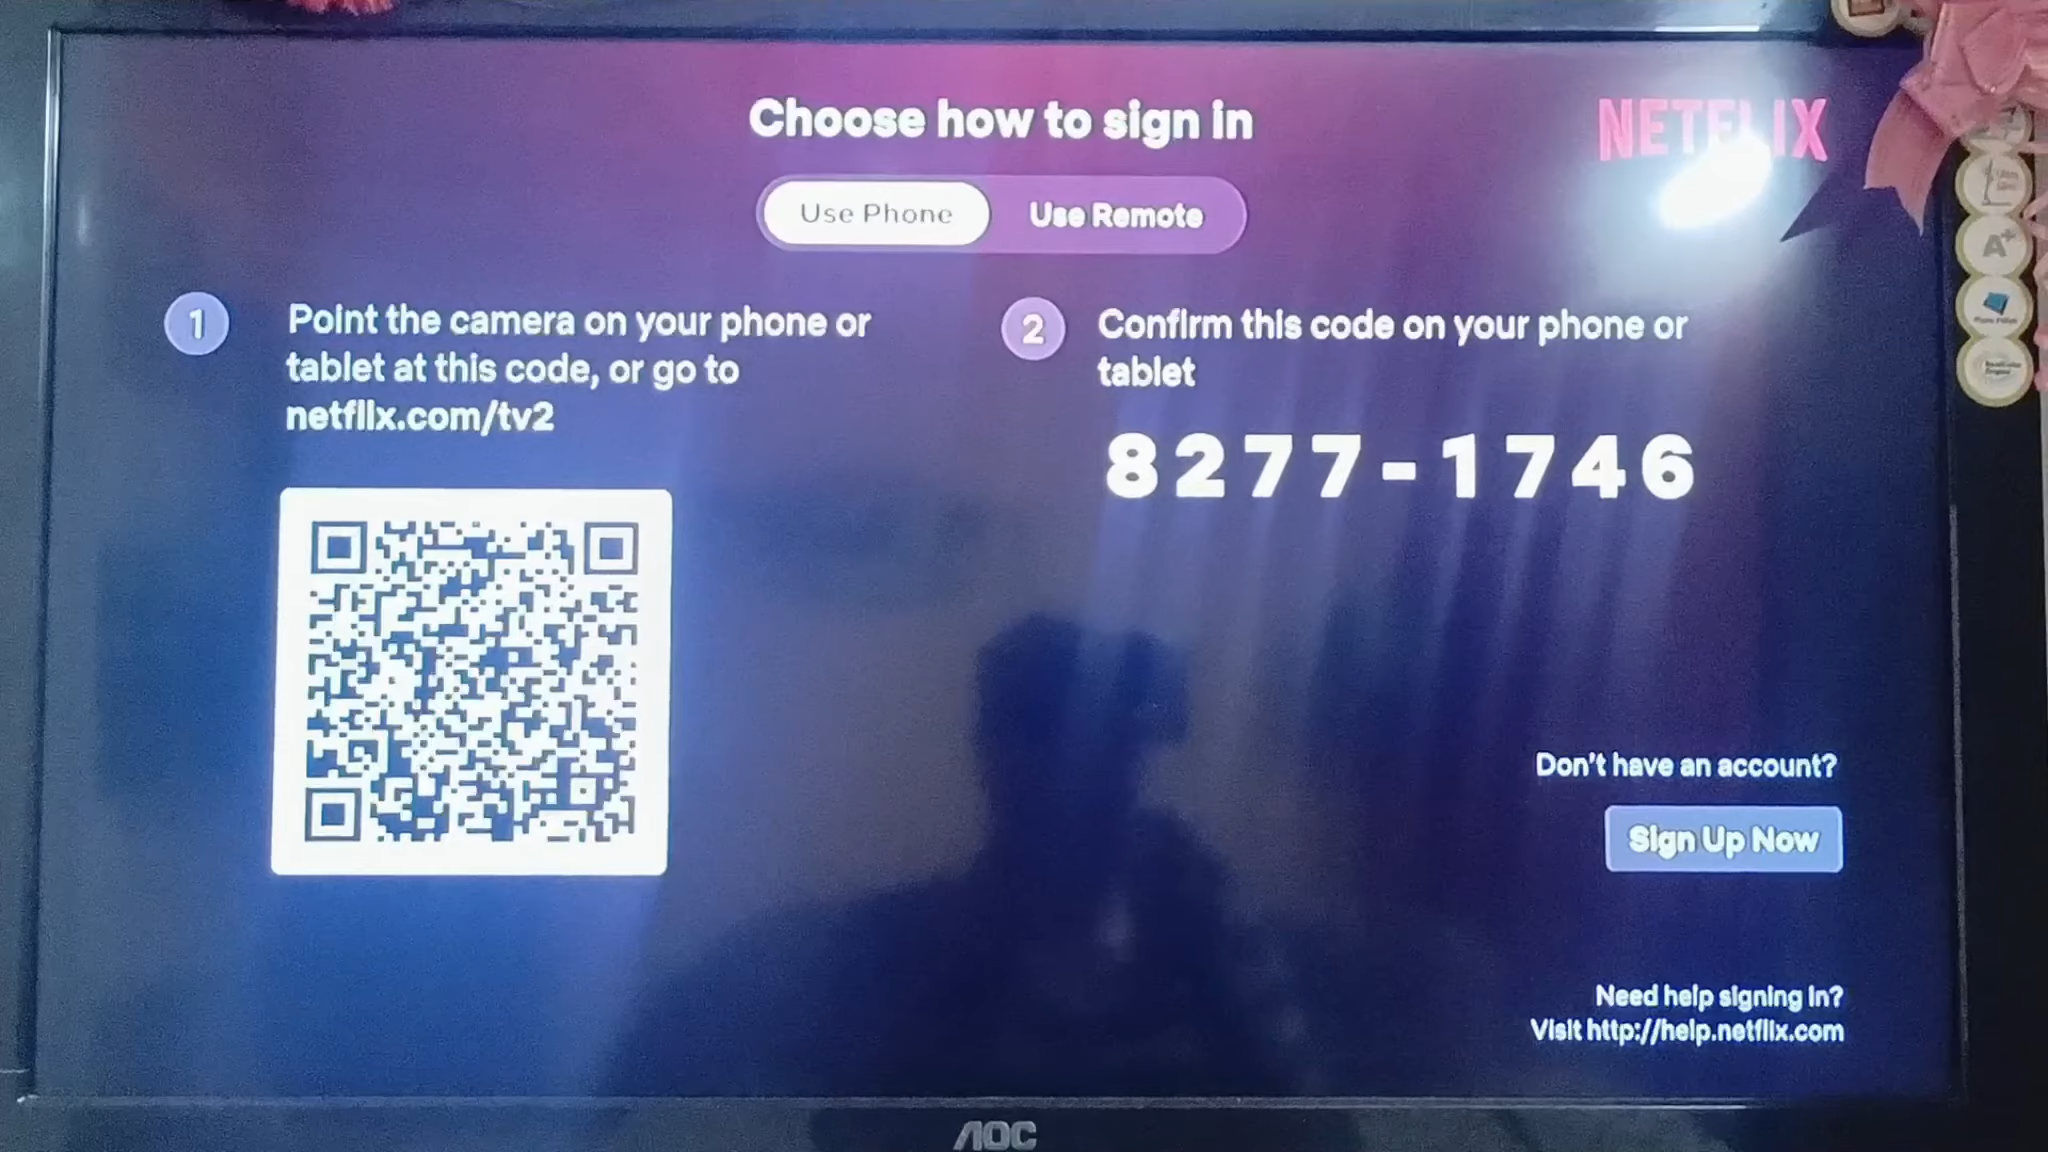 Choose how to sign in
NETFLIX
Use Phone
Use Remote
1
Point the camera on your phone or
tablet at this code, or go to
netflix.com/tv2
2
Confirm this code on your phone or
tablet
8277-1746
Don't have an account?
Sign Up Now
Need help signing in?
Visit http://help.netflix.com
A+
AOC